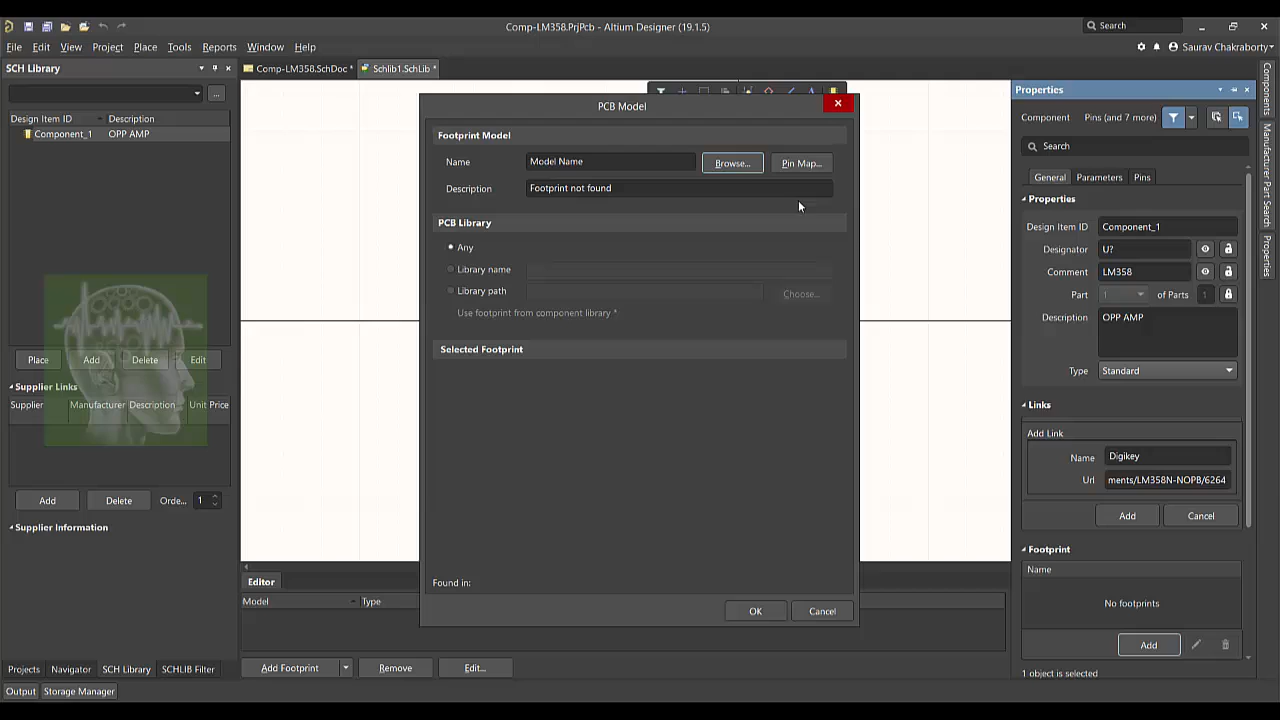 Comp-LM358.PrjPcb - Altium Designer (19.1.5)
Search
File Edit View Project Place Tools Reports Window Help
Saurav Chakraborty
SCH Library
Comp-LM358.SchDoc *
Schlib1.SchLib *
...
Design Item ID Description
Component_1 OPP AMP
Place Add Delete Edit
Supplier Links
Supplier Manufacturer Description Unit Price
Add Delete Orde... 1
Supplier Information
Projects Navigator SCH Library SCHLIB Filter
Output Storage Manager
PCB Model
Footprint Model
Name Model Name Browse... Pin Map...
Description Footprint not found
PCB Library
Any
Library name
Library path Choose...
Use footprint from component library *
Selected Footprint
Found in:
OK Cancel
Editor
Model Type
Add Footprint Remove Edit...
Properties
Component Pins (and 7 more)
Search
General Parameters Pins
Properties
Design Item ID Component_1
Designator U?
Comment LM358
Part 1 of Parts 1
Description OPP AMP
Type Standard
Links
Add Link
Name Digikey
Url ments/LM358N-NOPB/6264
Add Cancel
Footprint
Name
No footprints
Add
1 object is selected
Components
Manufacturer Part Search
Properties